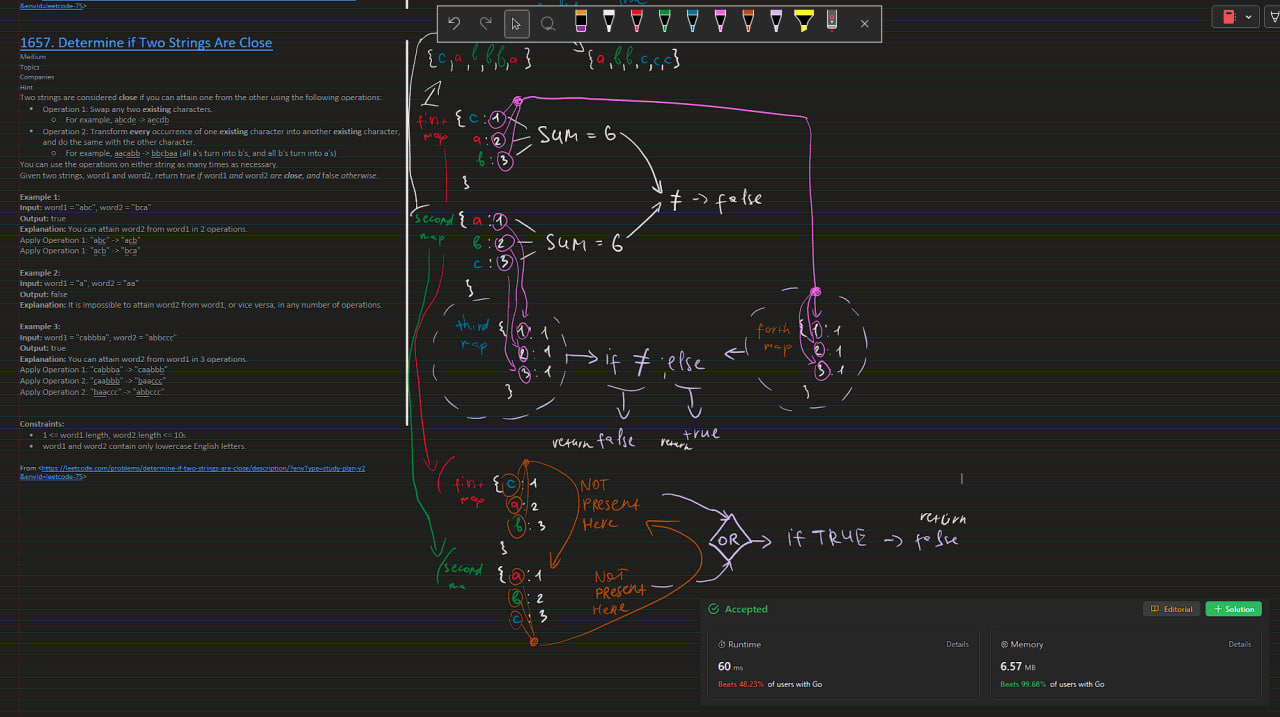 &envId=leetcode-75>
1657. Determine if Two Strings Are Close
Medium
Topics
Companies
Hint
Two strings are considered close if you can attain one from the other using the following operations:
• Operation 1: Swap any two existing characters.
○ For example, abcde -> aecdb
• Operation 2: Transform every occurrence of one existing character into another existing character, and do the same with the other character.
○ For example, aacabb -> bbcbaa (all a's turn into b's, and all b's turn into a's)
You can use the operations on either string as many times as necessary.
Given two strings, word1 and word2, return true if word1 and word2 are close, and false otherwise.
Example 1:
Input: word1 = "abc", word2 = "bca"
Output: true
Explanation: You can attain word2 from word1 in 2 operations.
Apply Operation 1: "abc" -> "acb"
Apply Operation 1: "acb" -> "bca"
Example 2:
Input: word1 = "a", word2 = "aa"
Output: false
Explanation: It is impossible to attain word2 from word1, or vice versa, in any number of operations.
Example 3:
Input: word1 = "cabbba", word2 = "abbccc"
Output: true
Explanation: You can attain word2 from word1 in 3 operations.
Apply Operation 1: "cabbba" -> "caabbb"
Apply Operation 2: "caabbb" -> "baaccc"
Apply Operation 2: "baaccc" -> "abbccc"
Constraints:
• 1 <= word1.length, word2.length <= 10
• word1 and word2 contain only lowercase English letters.
From <https://leetcode.com/problems/determine-if-two-strings-are-close/description/?envType=study-plan-v2
&envId=leetcode-75>
{c,a,b,b,b,a}
{a,b,b,c,c,c}
first map
{ c : 1
a : 2
b : 3
}
SUM = 6
≠ -> false
second map
{ a : 1
b : 2
c : 3
}
SUM = 6
third map
{ 1 : 1
2 : 1
3 : 1
}
if ≠ ; else
forth map
{ 1 : 1
2 : 1
3 : 1
}
return false
return true
first map
{ c : 1
a : 2
b : 3
}
NOT
PRESENT
Here
second
ma
{ a : 1
b : 2
c : 3
NOT
PRESENT
Here
OR
if TRUE -> return false
Accepted
Editorial
+ Solution
Runtime
Details
60 ms
Beats 48.23% of users with Go
Memory
Details
6.57 MB
Beats 99.68% of users with Go